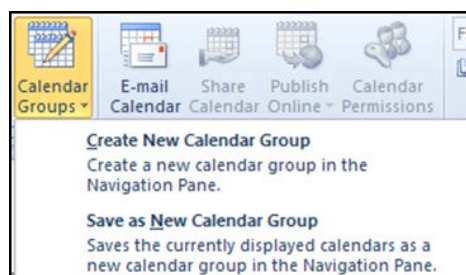 Calendar Groups
E-mail Calendar
Share Calendar
Publish Online
Calendar Permissions
F
Create New Calendar Group
Create a new calendar group in the
Navigation Pane.
Save as New Calendar Group
Saves the currently displayed calendars as a
new calendar group in the Navigation Pane.